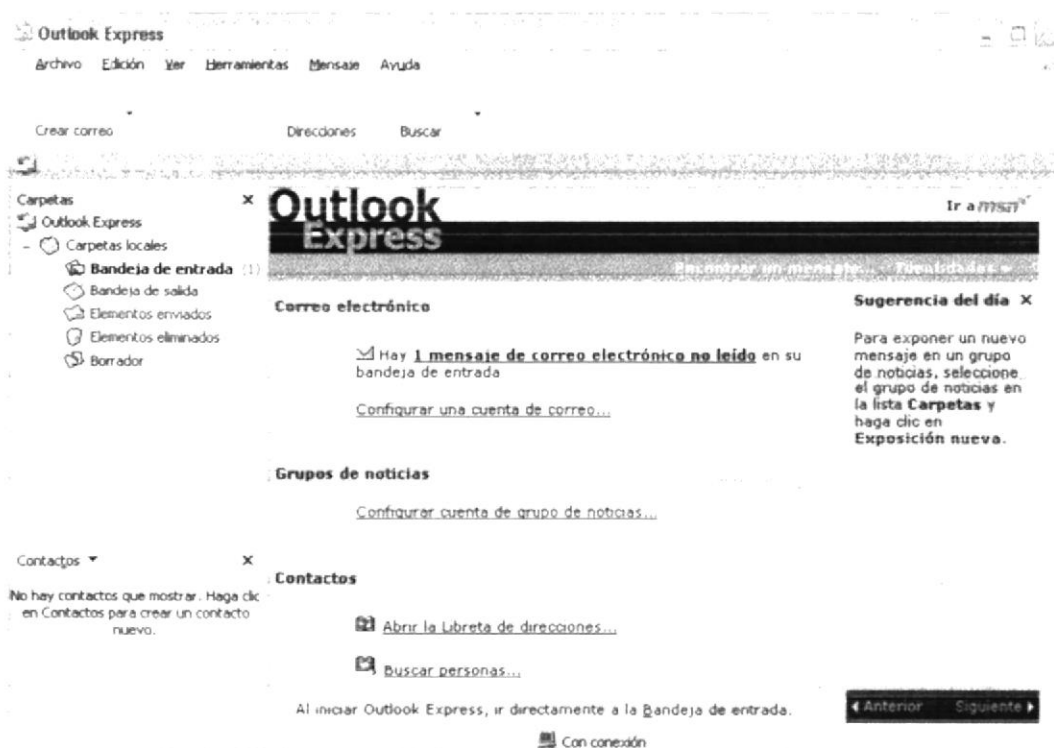 Outlook Express
Archivo Edición Ver Herramientas Mensaje Ayuda
Crear correo Direcciones Buscar
Carpetas
Outlook Express
Carpetas locales
Bandeja de entrada (1)
Bandeja de salida
Elementos enviados
Elementos eliminados
Borrador
Contactos
No hay contactos que mostrar. Haga clic
en Contactos para crear un contacto
nuevo.
Outlook
Express
Ir a msn
Encontrar un mensaje...
Correo electrónico
Hay 1 mensaje de correo electrónico no leído en su
bandeja de entrada
Configurar una cuenta de correo...
Grupos de noticias
Configurar cuenta de grupo de noticias...
Contactos
Abrir la Libreta de direcciones...
Buscar personas...
Al iniciar Outlook Express, ir directamente a la Bandeja de entrada.
Sugerencia del día
Para exponer un nuevo
mensaje en un grupo
de noticias, seleccione
el grupo de noticias en
la lista Carpetas y
haga clic en
Exposición nueva.
Anterior Siguiente
Con conexión